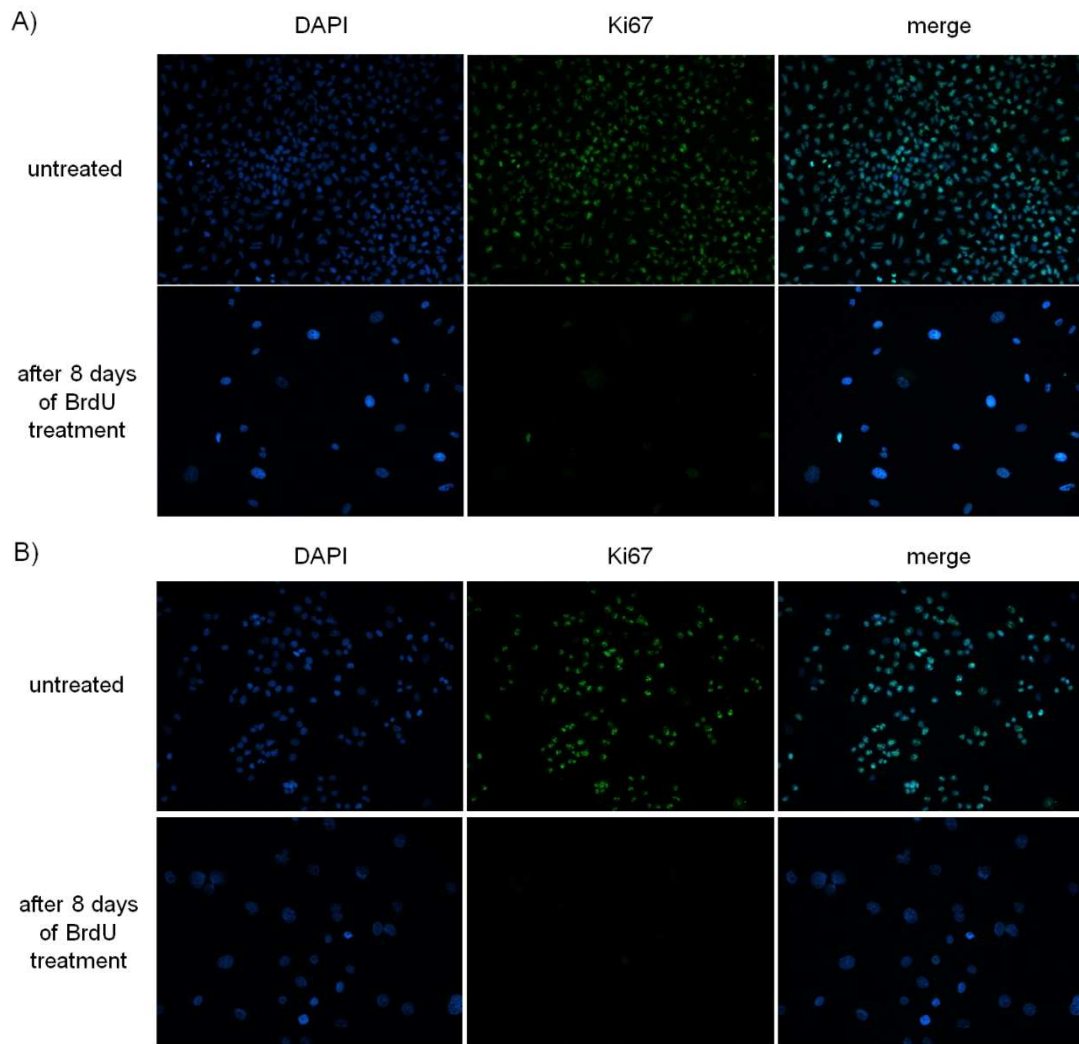 A)
DAPI Ki67 merge
untreated
after 8 days
of BrdU
treatment
B)
DAPI Ki67 merge
untreated
after 8 days
of BrdU
treatment